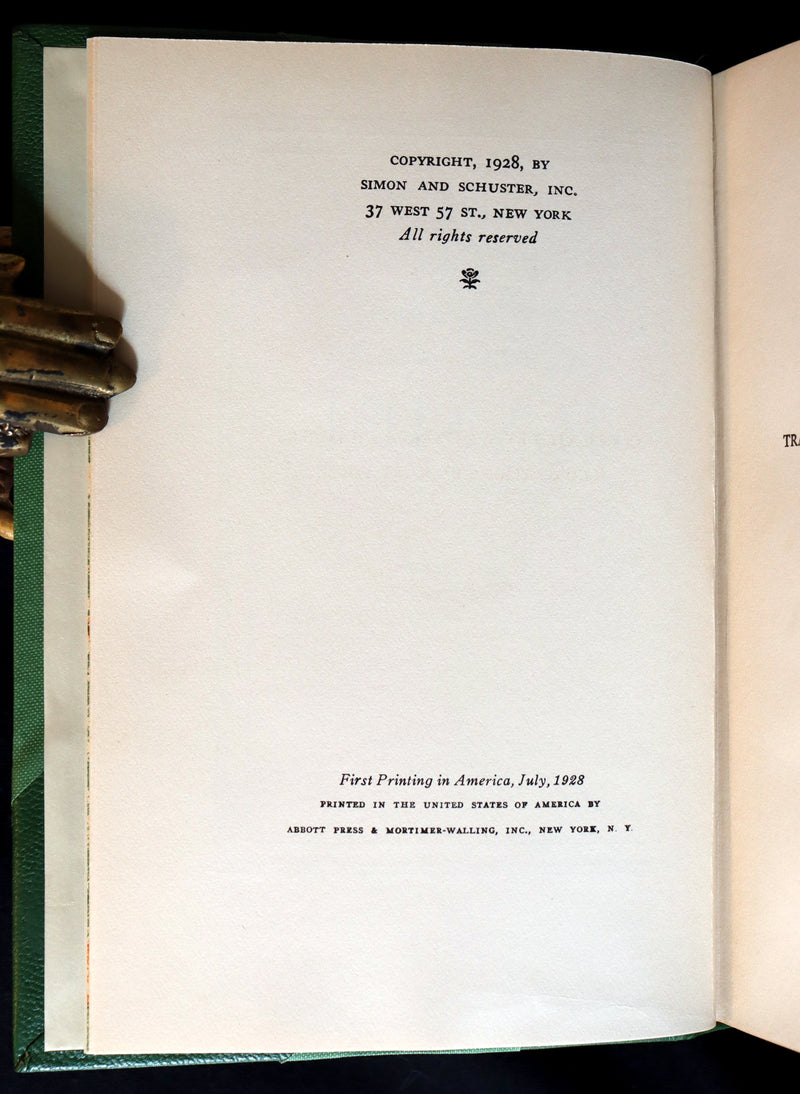 COPYRIGHT, 1928, BY
SIMON AND SCHUSTER, INC.
37 WEST 57 ST., NEW YORK
All rights reserved
First Printing in America, July, 1928
PRINTED IN THE UNITED STATES OF AMERICA BY
ABBOTT PRESS & MORTIMER-WALLING, INC., NEW YORK, N. Y.
TRA